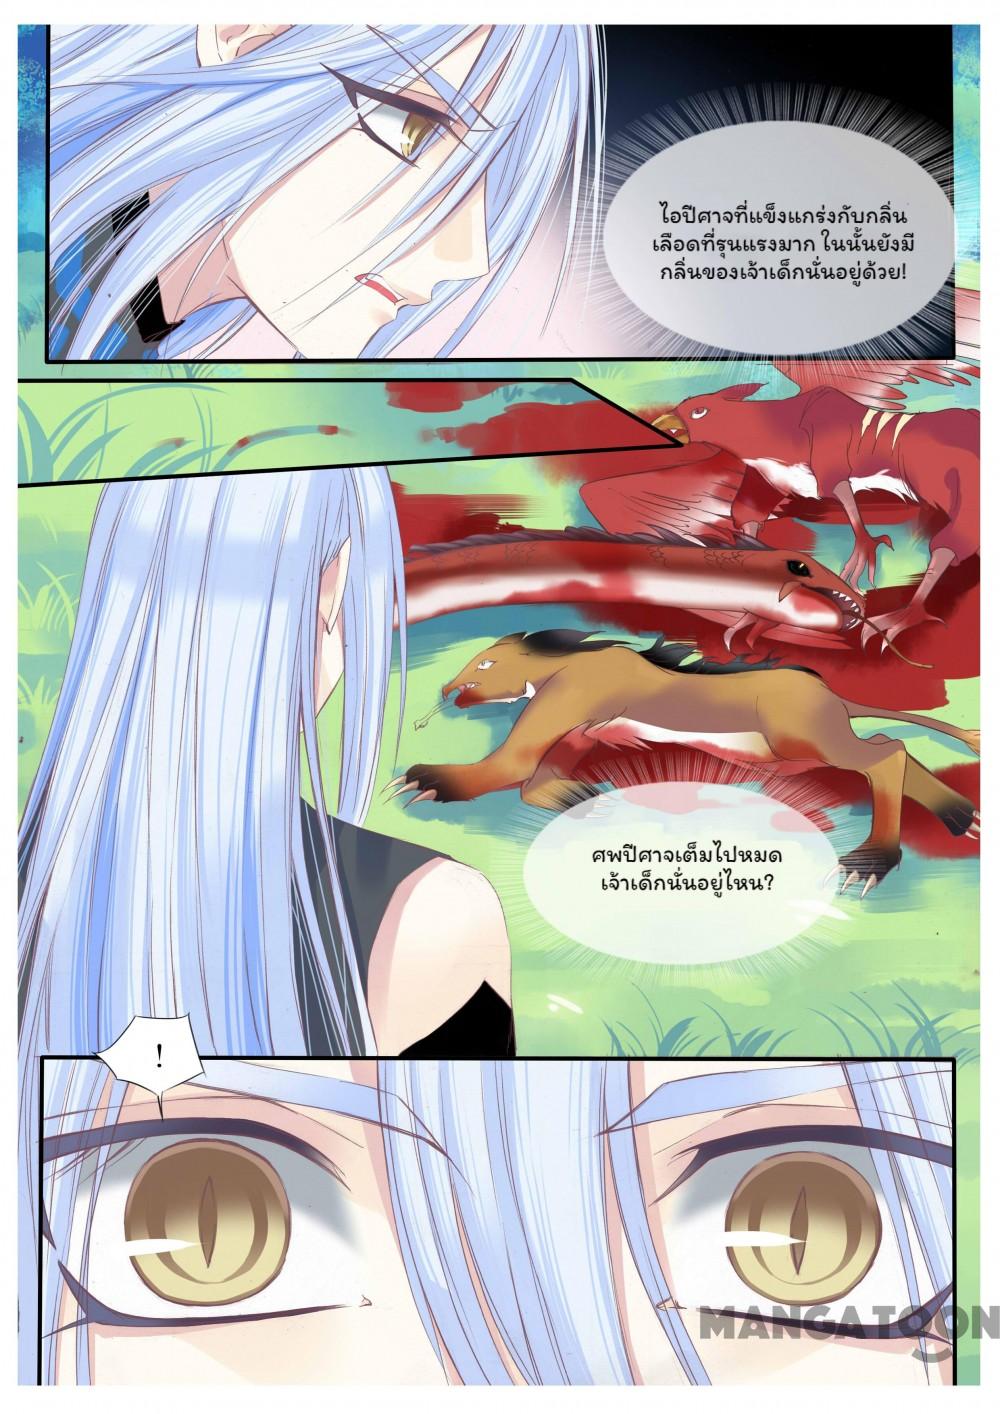 ไอปีศาจที่แข็งแกร่งกับกลิ่น
เลือดที่รุนแรงมาก ในนั้นยังมี
กลิ่นของเจ้าเด็กนั่นอยู่ด้วย!
ศพปีศาจเต็มไปหมด
เจ้าเด็กนั่นอยู่ไหน?
!
MANGATOON